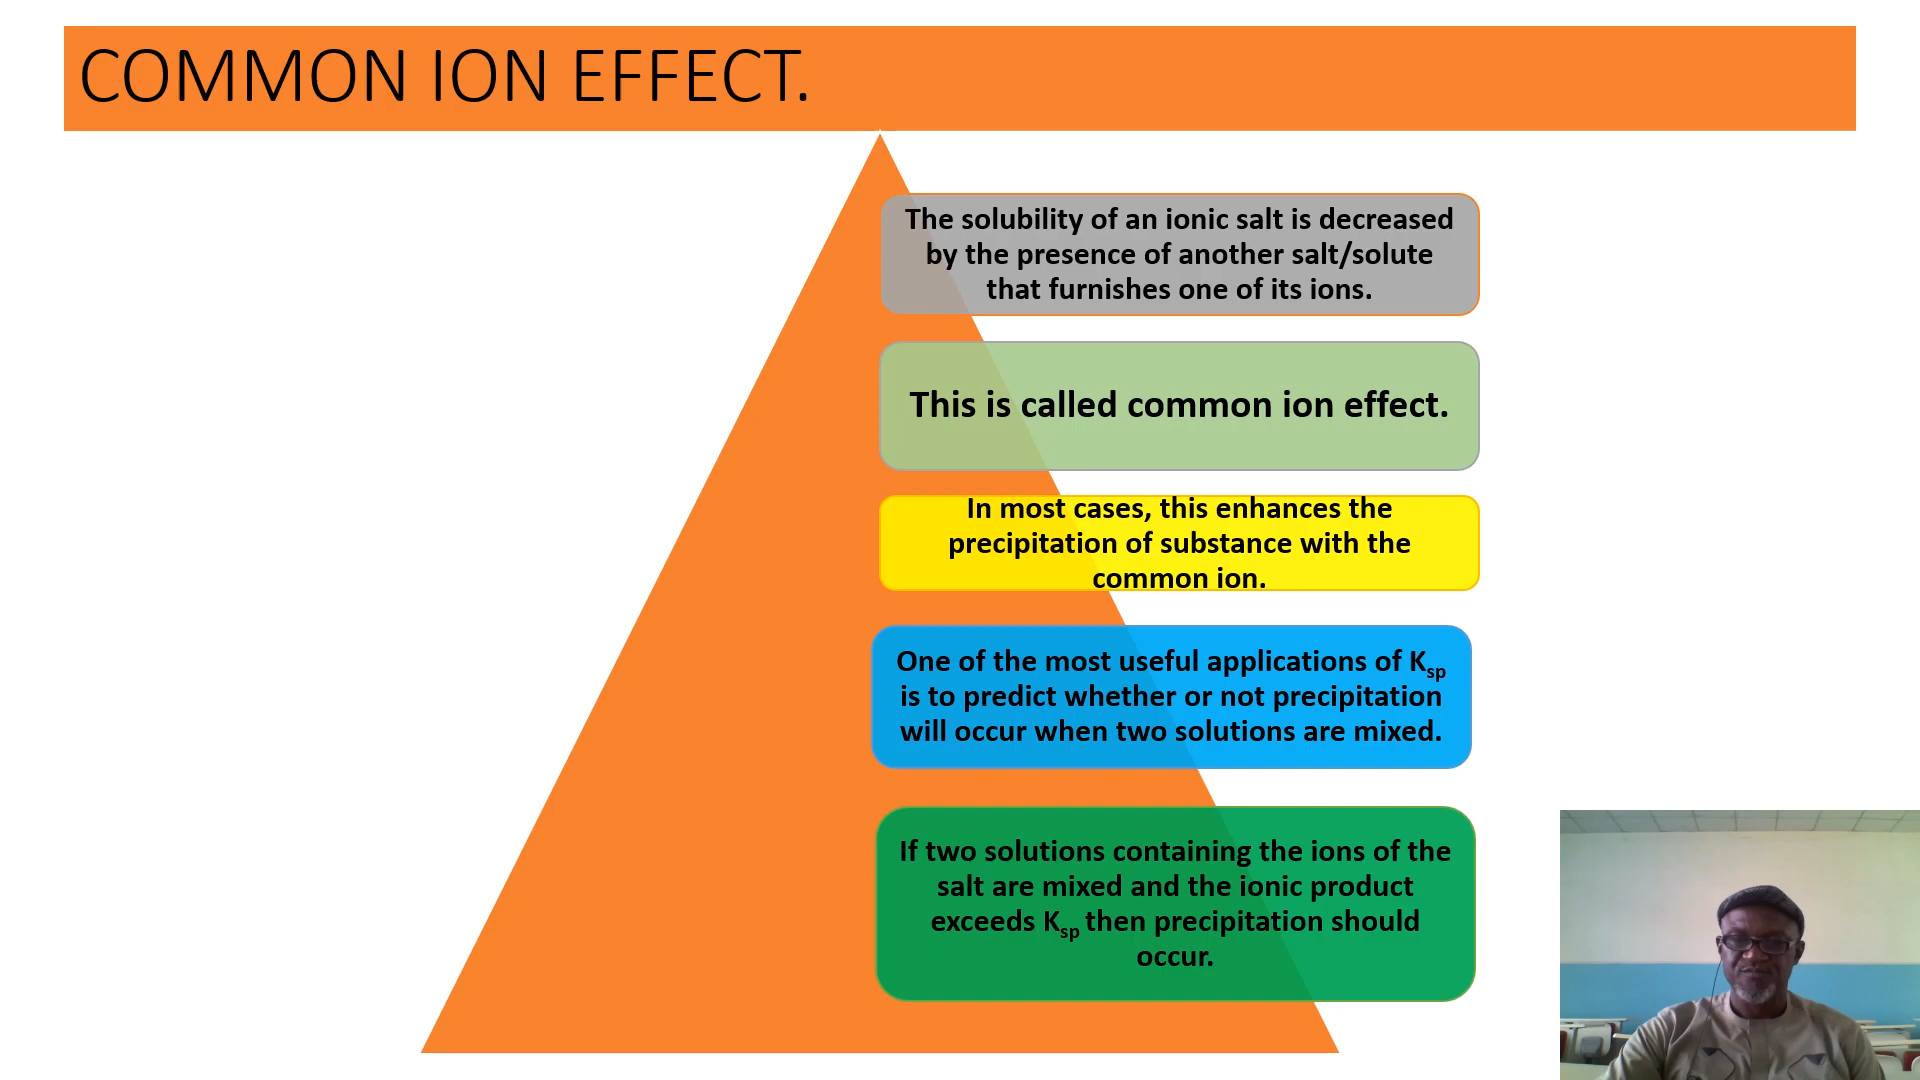 COMMON ION EFFECT.
The solubility of an ionic salt is decreased
by the presence of another salt/solute
that furnishes one of its ions.
This is called common ion effect.
In most cases, this enhances the
precipitation of substance with the
common ion.
One of the most useful applications of Ksp
is to predict whether or not precipitation
will occur when two solutions are mixed.
If two solutions containing the ions of the
salt are mixed and the ionic product
exceeds Ksp then precipitation should
occur.